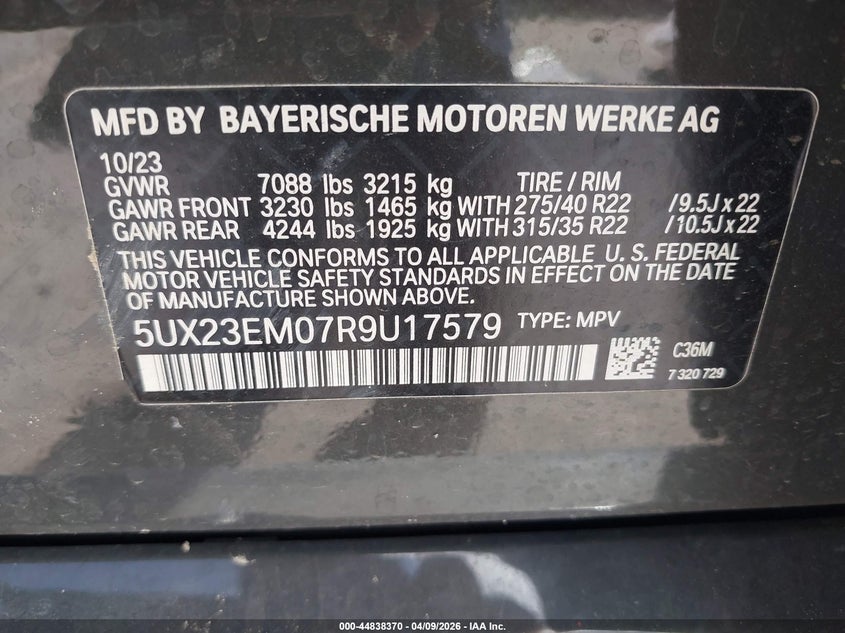 MFD BY BAYERISCHE MOTOREN WERKE AG
10/23
GVWR 7088 lbs 3215 kg TIRE / RIM
GAWR FRONT 3230 lbs 1465 kg WITH 275/40 R22 /9.5J x 22
GAWR REAR 4244 lbs 1925 kg WITH 315/35 R22 /10.5J x 22
THIS VEHICLE CONFORMS TO ALL APPLICABLE U. S. FEDERAL
MOTOR VEHICLE SAFETY STANDARDS IN EFFECT ON THE DATE
OF MANUFACTURE SHOWN ABOVE.
5UX23EM07R9U17579 TYPE: MPV
C36M
7 320 729
000-44838370 - 04/09/2026 - IAA Inc.